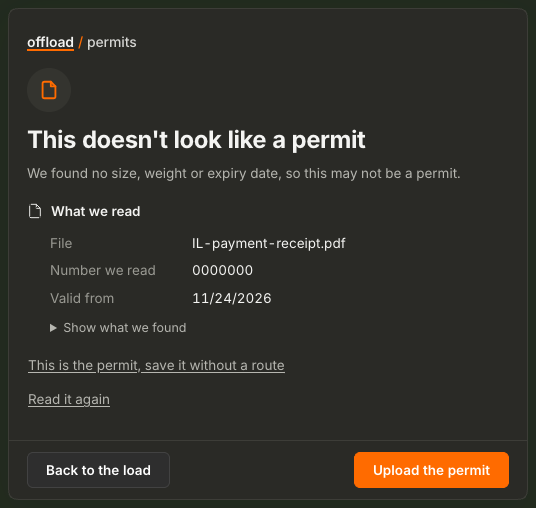 offload / permits
This doesn't look like a permit
We found no size, weight or expiry date, so this may not be a permit.
What we read
File IL-payment-receipt.pdf
Number we read 0000000
Valid from 11/24/2026
Show what we found
This is the permit, save it without a route
Read it again
Back to the load Upload the permit